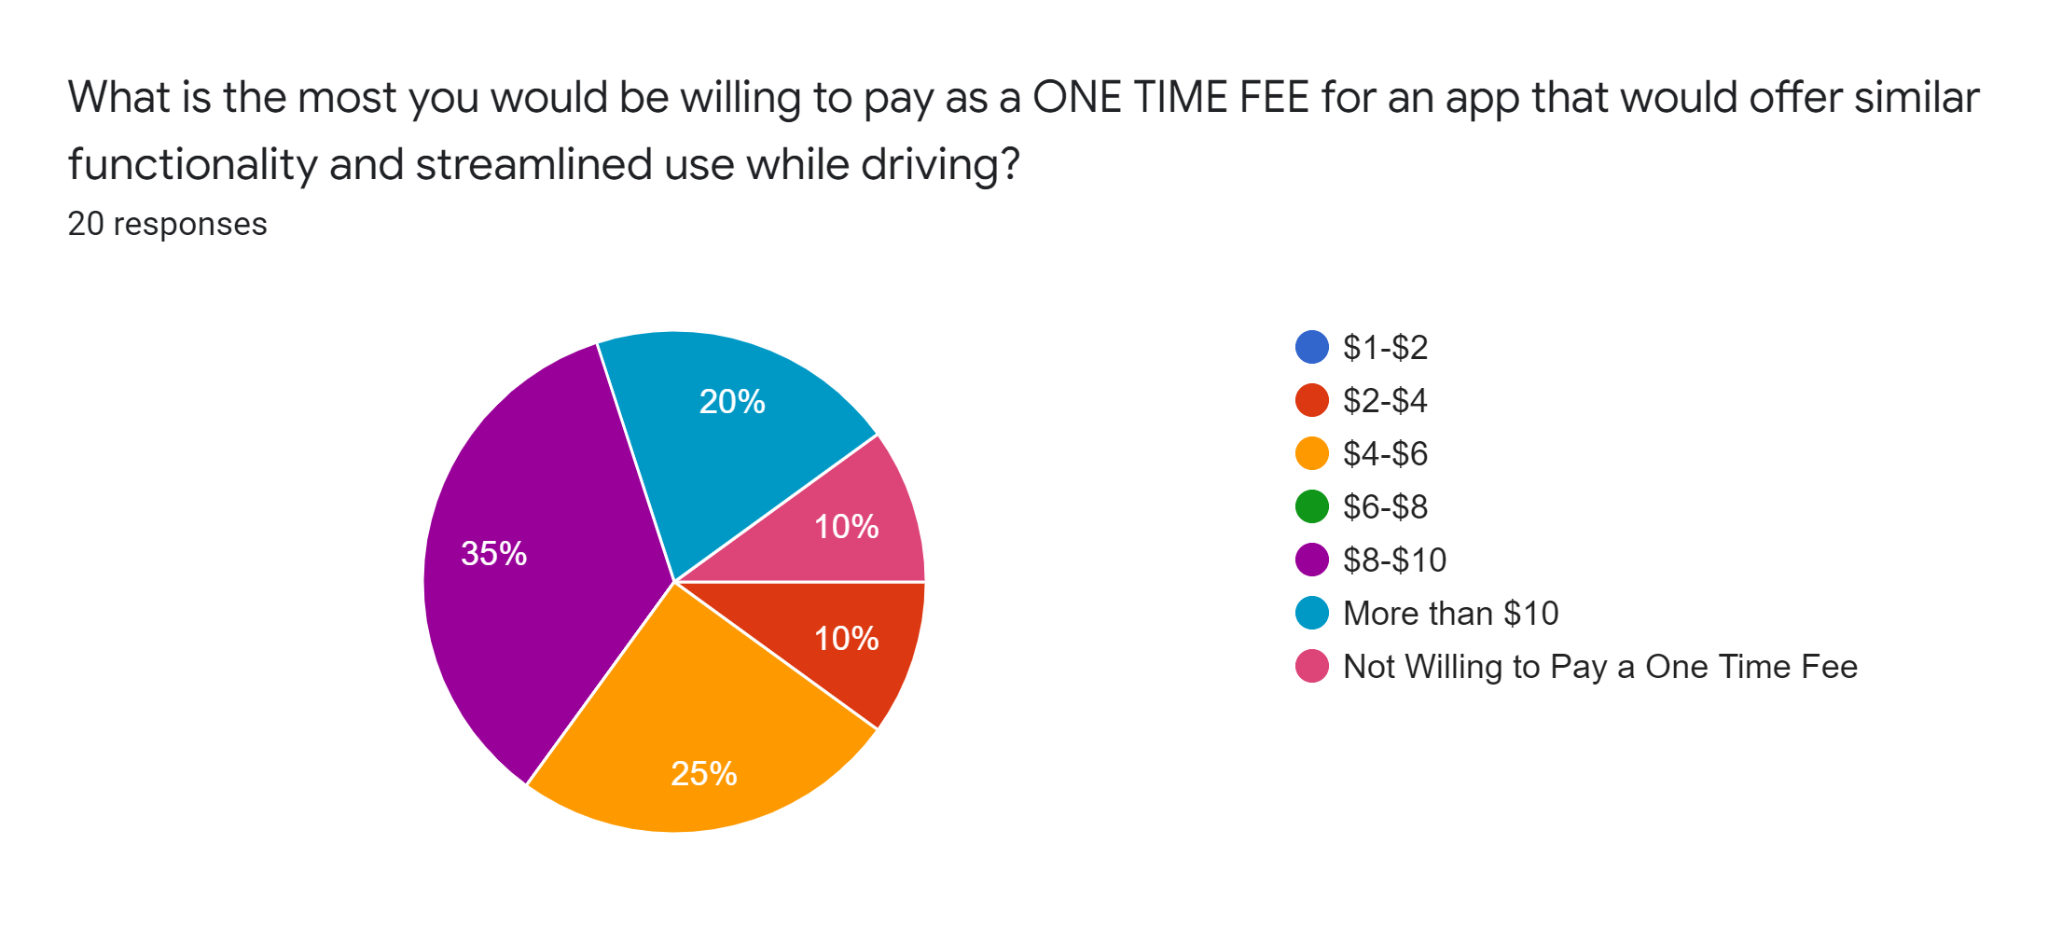 What is the most you would be willing to pay as a ONE TIME FEE for an app that would offer similar
functionality and streamlined use while driving?
20 responses
20%
10%
35%
10%
25%
$1-$2
$2-$4
$4-$6
$6-$8
$8-$10
More than $10
Not Willing to Pay a One Time Fee